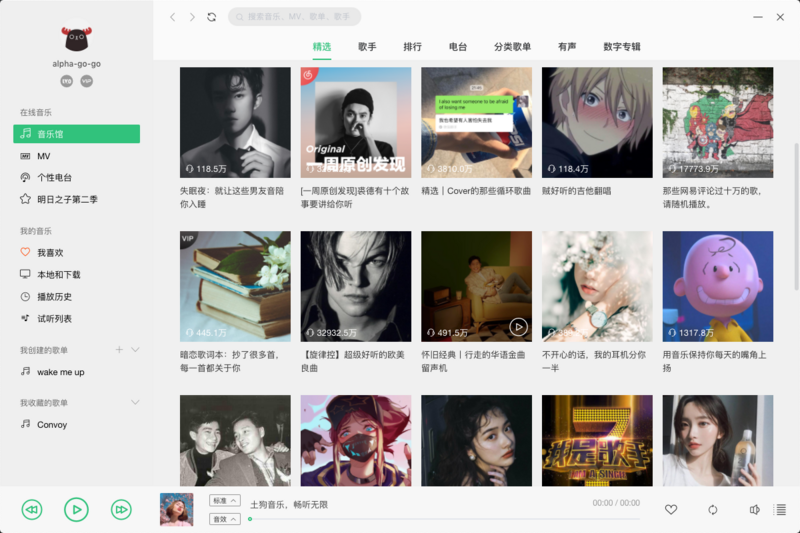 搜索音乐，MV，歌单，歌手
alpha-go-go
VIP
在线音乐
音乐馆
MV
个性电台
明日之子第二季
我的音乐
我喜欢
本地和下载
播放历史
试听列表
我创建的歌单
wake me up
我收藏的歌单
Convoy
精选
歌手
排行
电台
分类歌单
有声
数字专辑
118.5万
失眠夜：就让这些男友音陪
你入睡
Original
一周原创发现
[一周原创发现]裘德有十个故
事要讲给你听
I also want someone to be afraid
of losing me
我也希望有人害怕失去我
3810.0万
精选丨Cover的那些循环歌曲
118.4万
贼好听的吉他翻唱
17773.9万
那些网易评论过十万的歌，
请随机播放。
VIP
445.1万
暗恋歌词本：抄了很多首，
每一首都关于你
32932.5万
【旋律控】超级好听的欧美
良曲
491.5万
怀旧经典丨行走的华语金曲
留声机
不开心的话，我的耳机分你
一半
1317.8万
用音乐保持你每天的嘴角上
扬
我是歌手
标准
音效
土狗音乐，畅听无限
00:00 / 00:00